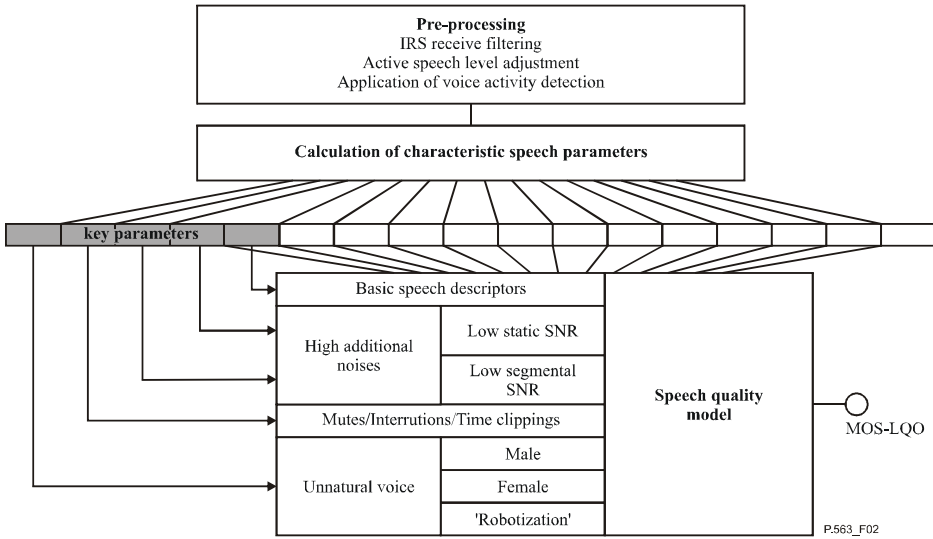 Pre-processing
IRS receive filtering
Active speech level adjustment
Application of voice activity detection
Calculation of characteristic speech parameters
key parameters
Basic speech descriptors
High additional
noises
Low static SNR
Low segmental
SNR
Mutes/Interrutions/Time clippings
Unnatural voice
Male
Female
'Robotization'
Speech quality
model
MOS-LQO
P.563_F02